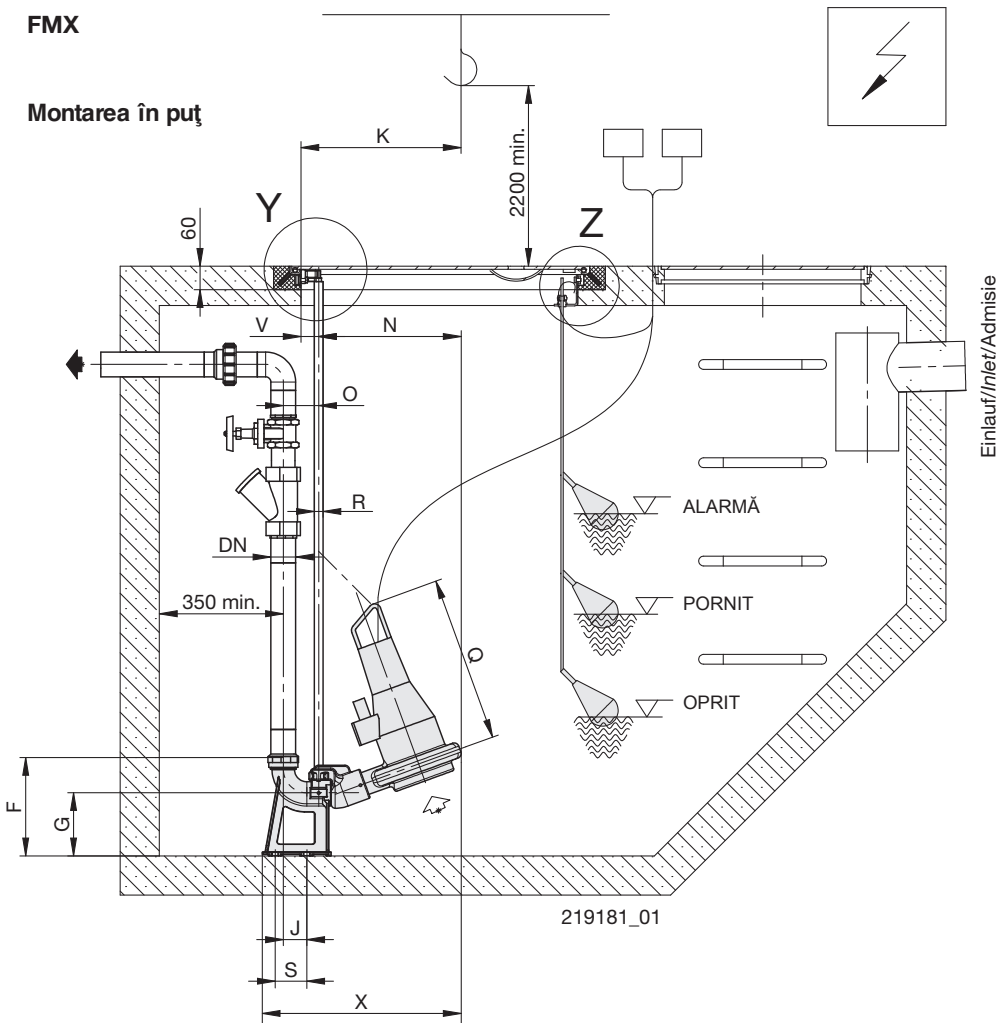 FMX
Montarea în puţ
K
2200 min.
Y
Z
60
V
N
O
Einlauf/Inlet/Admisie
R
ALARMĂ
DN
350 min.
PORNIT
Q
OPRIT
F
G
219181_01
J
S
X